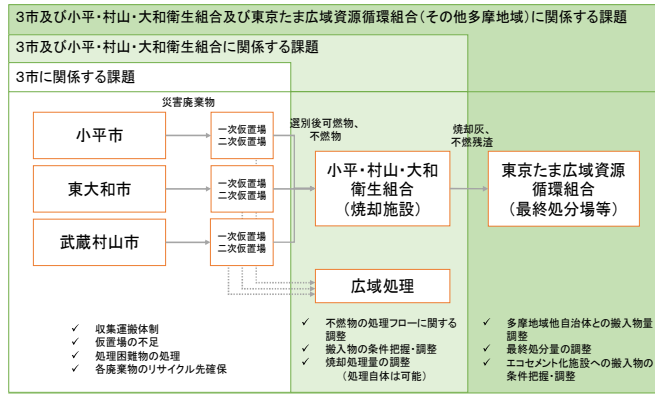 3市及び小平・村山・大和衛生組合及び東京たま広域資源循環組合(その他多摩地域)に関係する課題
3市及び小平・村山・大和衛生組合に関係する課題
3市に関係する課題
災害廃棄物
小平市
一次仮置場
二次仮置場
東大和市
一次仮置場
二次仮置場
武蔵村山市
一次仮置場
二次仮置場
選別後可燃物、
不燃物
小平・村山・大和
衛生組合
(焼却施設)
焼却灰、
不燃残渣
東京たま広域資源
循環組合
(最終処分場等)
広域処理
✓ 収集運搬体制
✓ 仮置場の不足
✓ 処理困難物の処理
✓ 各廃棄物のリサイクル先確保
✓ 不燃物の処理フローに関する
調整
✓ 搬入物の条件把握・調整
✓ 焼却処理量の調整
(処理自体は可能)
✓ 多摩地域他自治体との搬入物量
調整
✓ 最終処分量の調整
✓ エコセメント化施設への搬入物の
条件把握・調整